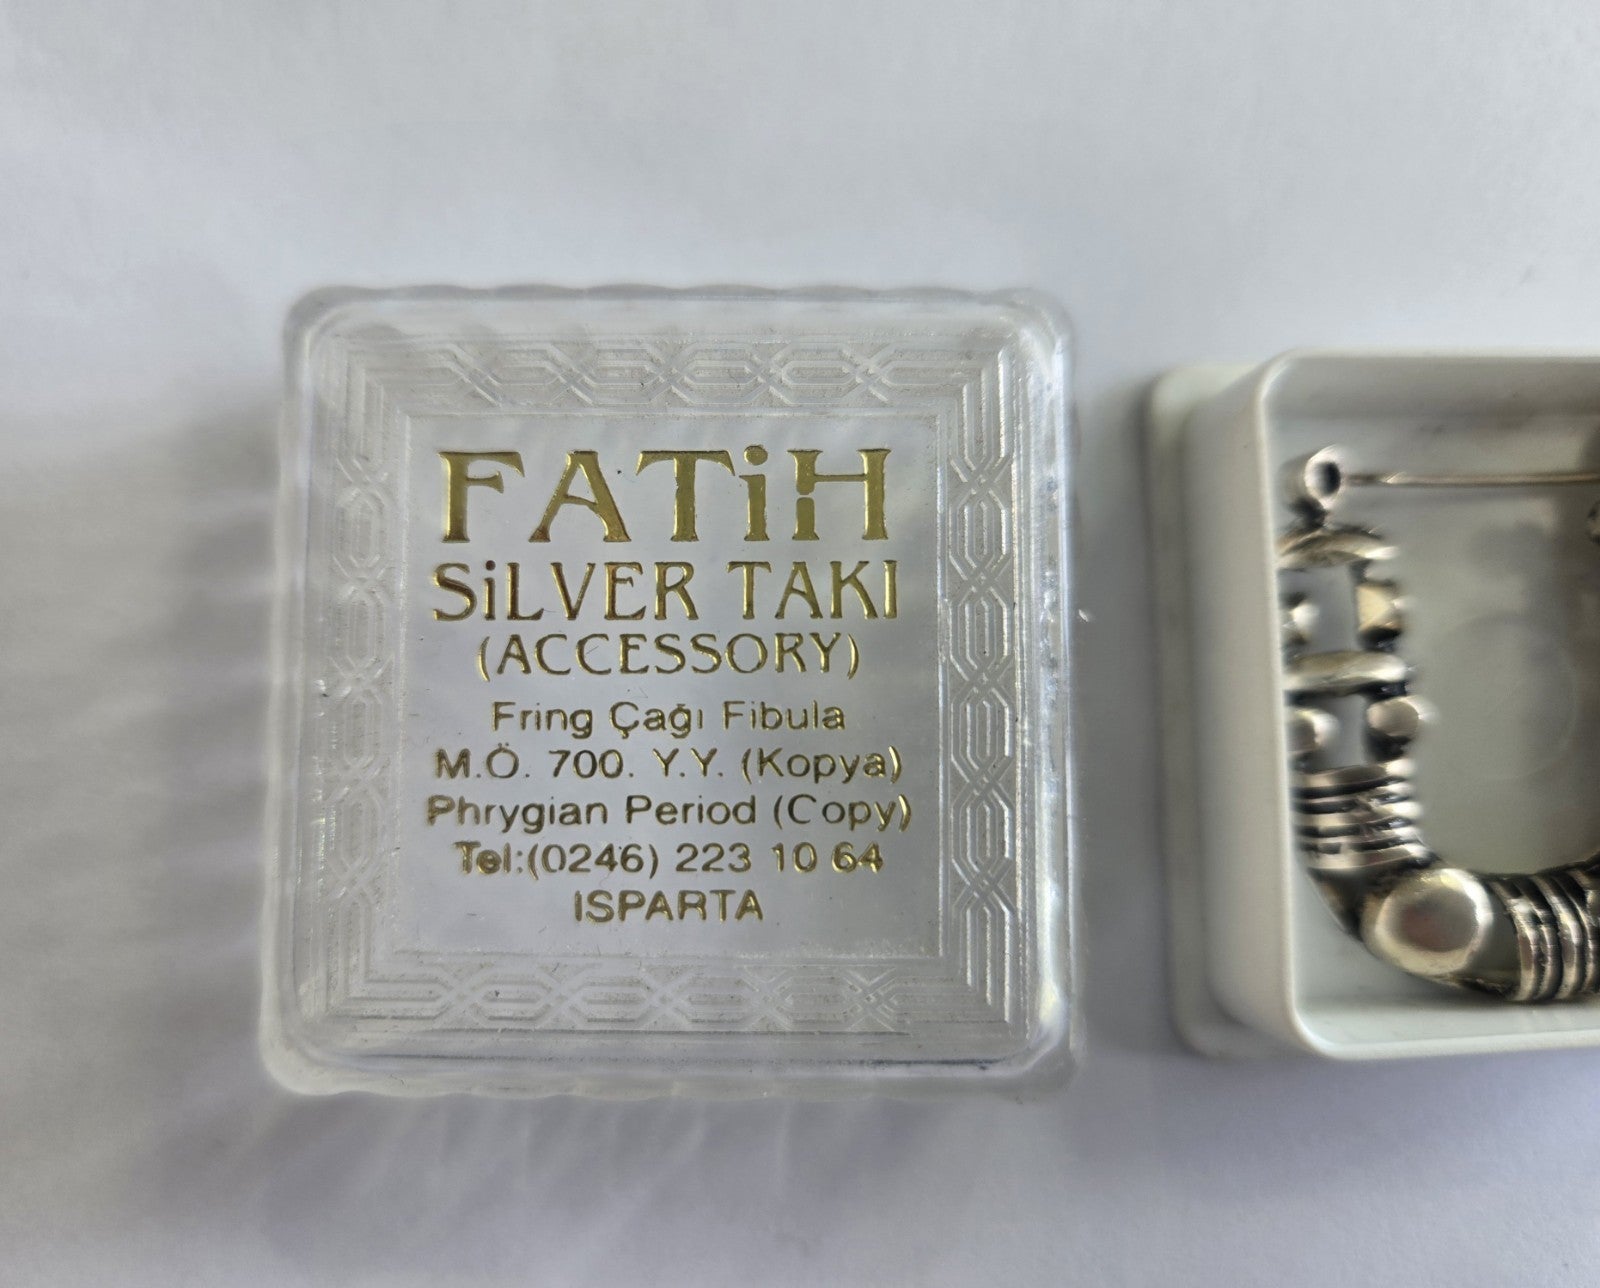 FATiH
SiLVER TAKI
(ACCESSORY)
Fring Çağı Fibula
M.Ö. 700. Y.Y. (Kopya)
Phrygian Period (Copy)
Tel:(0246) 223 10 64
ISPARTA